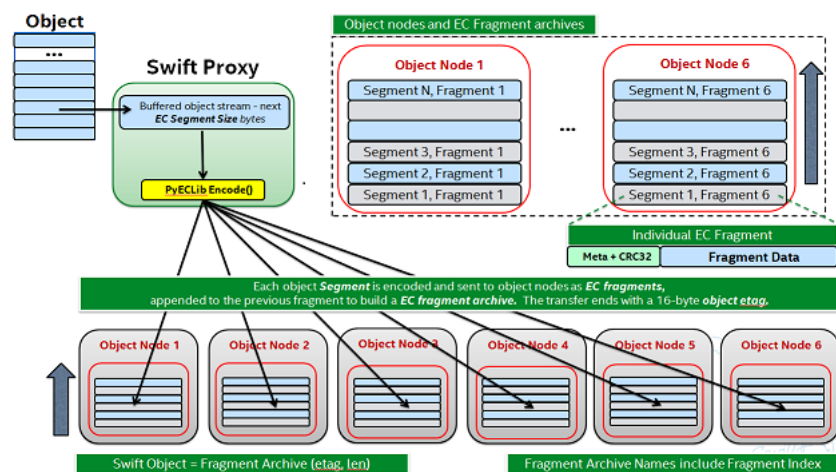 Object
...
Swift Proxy
Buffered object stream - next
EC Segment Size bytes
PyECLib Encode()
Object nodes and EC Fragment archives
Object Node 1
Segment N, Fragment 1
Segment 3, Fragment 1
Segment 2, Fragment 1
Segment 1, Fragment 1
...
Object Node 6
Segment N, Fragment 6
Segment 3, Fragment 6
Segment 2, Fragment 6
Segment 1, Fragment 6
Individual EC Fragment
Meta + CRC32
Fragment Data
Each object Segment is encoded and sent to object nodes as EC fragments,
appended to the previous fragment to build a EC fragment archive. The transfer ends with a 16-byte object etag.
Object Node 1
Object Node 2
Object Node 3
Object Node 4
Object Node 5
Object Node 6
Swift Object = Fragment Archive (etag, len)
Fragment Archive Names include Fragment Index